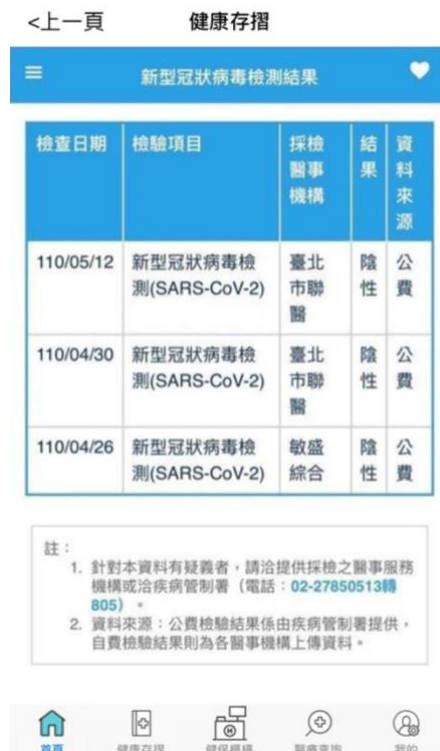 <上一頁 健康存摺
新型冠狀病毒檢測結果
檢查日期 檢驗項目 採檢醫事機構 結果 資料來源
110/05/12 新型冠狀病毒檢測(SARS-CoV-2) 臺北市聯醫 陰性 公費
110/04/30 新型冠狀病毒檢測(SARS-CoV-2) 臺北市聯醫 陰性 公費
110/04/26 新型冠狀病毒檢測(SARS-CoV-2) 敏盛綜合 陰性 公費
註：
1. 針對本資料有疑義者，請洽提供採檢之醫事服務
機構或洽疾病管制署（電話：02-27850513轉
805）。
2. 資料來源：公費檢驗結果係由疾病管制署提供，
自費檢驗結果則為各醫事機構上傳資料。
首頁 健康存摺 健保櫃檯 醫療查詢 我的